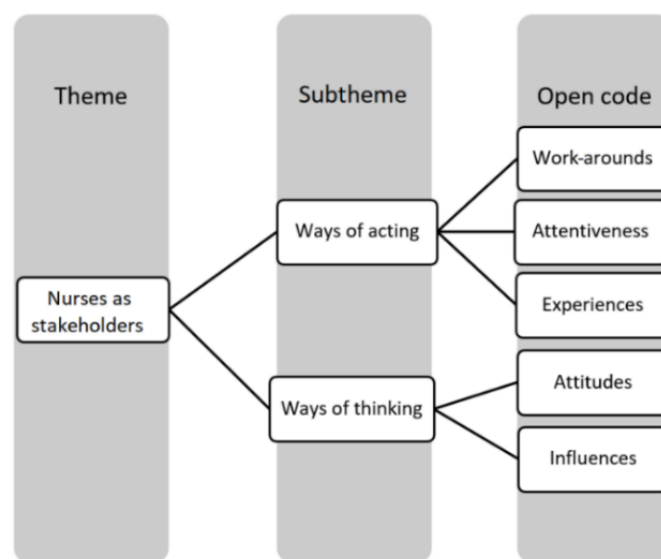 Theme
Subtheme
Open code
Work-arounds
Ways of acting
Attentiveness
Nurses as
stakeholders
Experiences
Ways of thinking
Attitudes
Influences